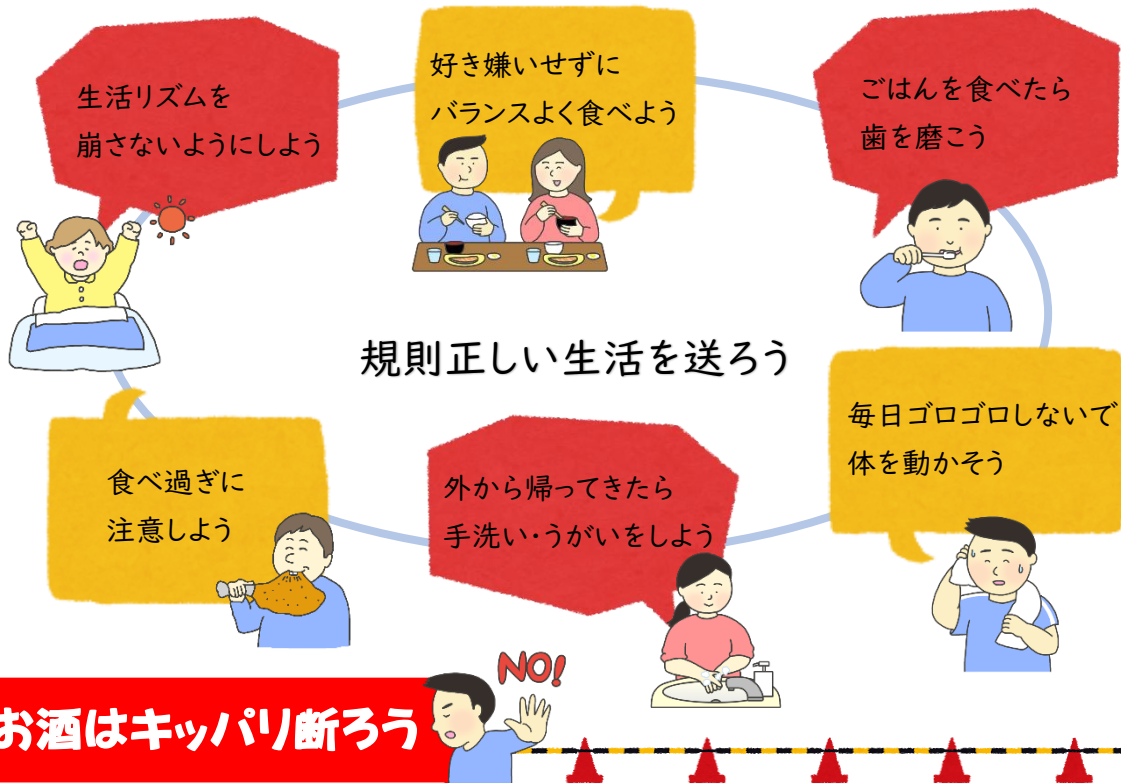 生活リズムを
崩さないようにしよう
好き嫌いせずに
バランスよく食べよう
ごはんを食べたら
歯を磨こう
規則正しい生活を送ろう
食べ過ぎに
注意しよう
外から帰ってきたら
手洗い・うがいをしよう
毎日ゴロゴロしないで
体を動かそう
NO!
お酒はキッパリ断ろう